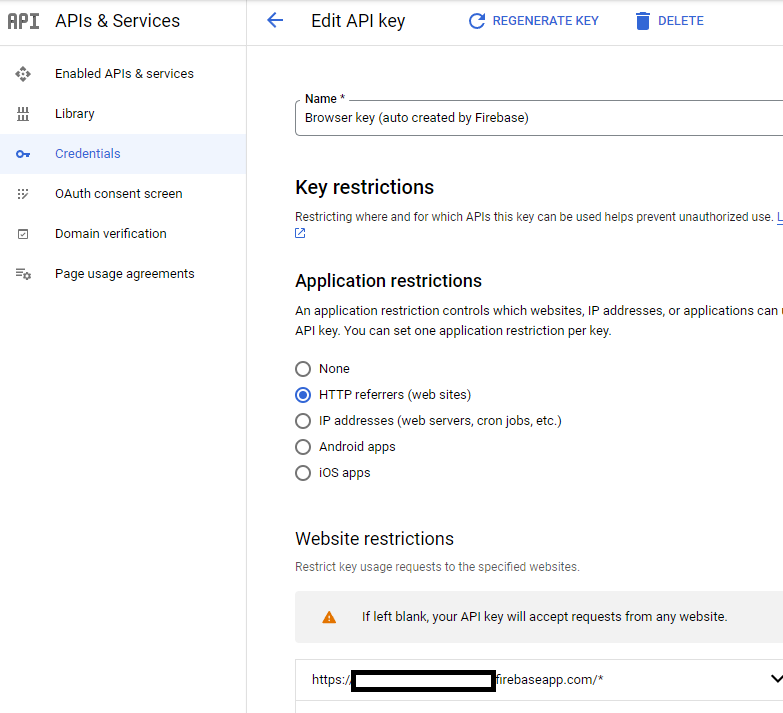 API APIs & Services
Enabled APIs & services
Library
Credentials
OAuth consent screen
Domain verification
Page usage agreements
Edit API key
REGENERATE KEY
DELETE
Name *
Browser key (auto created by Firebase)
Key restrictions
Restricting where and for which APIs this key can be used helps prevent unauthorized use.
Application restrictions
An application restriction controls which websites, IP addresses, or applications can
API key. You can set one application restriction per key.
None
HTTP referrers (web sites)
IP addresses (web servers, cron jobs, etc.)
Android apps
iOS apps
Website restrictions
Restrict key usage requests to the specified websites.
If left blank, your API key will accept requests from any website.
https:/ firebaseapp.com/*